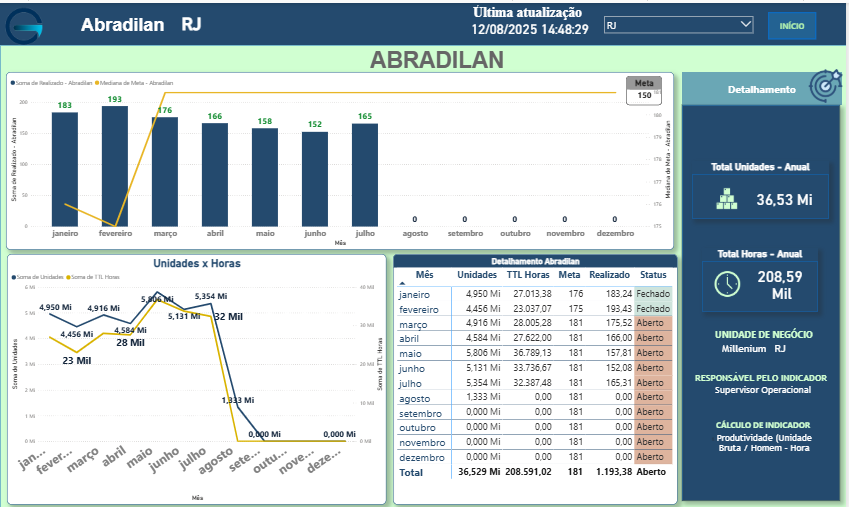 Abradilan RJ
Última atualização
12/08/2025 14:48:29
RJ
INÍCIO
ABRADILAN
Soma de Realizado - Abradilan Mediana de Meta - Abradilan
Meta
150
Soma de Realizado - Abradilan
200
150
100
50
0
183
193
176
166
158
152
165
0
0
0
0
0
181
180
179
178
177
176
175
Mediana de Meta - Abradilan
janeiro fevereiro março abril maio junho julho agosto setembro outubro novembro dezembro
Mês
Detalhamento
Total Unidades - Anual
36,53 Mi
Total Horas - Anual
208,59
Mil
UNIDADE DE NEGÓCIO
Millenium RJ
RESPONSÁVEL PELO INDICADOR
Supervisor Operacional
CÁLCULO DE INDICADOR
Produtividade (Unidade
Bruta / Homem - Hora
Unidades x Horas
Soma de Unidades Soma de TTL Horas
Soma de Unidades
6 Mi
5 Mi
4 Mi
3 Mi
2 Mi
1 Mi
0 Mi
4,950 Mi
4,456 Mi
4,916 Mi
4,584 Mi
5,806 Mi
5,131 Mi
5,354 Mi
1,333 Mi
0,000 Mi
0,000 Mi
23 Mil
28 Mil
32 Mil
40 Mil
30 Mil
20 Mil
10 Mil
0 Mil
Soma de TTL Horas
jan... fever... março abril maio junho julho agosto sete... outu... nove... deze...
Mês
Detalhamento Abradilan
Mês Unidades TTL Horas Meta Realizado Status
janeiro 4,950 Mi 27.013,38 176 183,24 Fechado
fevereiro 4,456 Mi 23.037,07 175 193,43 Fechado
março 4,916 Mi 28.005,28 181 175,52 Aberto
abril 4,584 Mi 27.622,00 181 166,00 Aberto
maio 5,806 Mi 36.789,13 181 157,81 Aberto
junho 5,131 Mi 33.736,67 181 152,08 Aberto
julho 5,354 Mi 32.387,48 181 165,31 Aberto
agosto 1,333 Mi 0,00 181 0,00 Aberto
setembro 0,000 Mi 0,00 181 0,00 Aberto
outubro 0,000 Mi 0,00 181 0,00 Aberto
novembro 0,000 Mi 0,00 181 0,00 Aberto
dezembro 0,000 Mi 0,00 181 0,00 Aberto
Total 36,529 Mi 208.591,02 181 1.193,38 Aberto